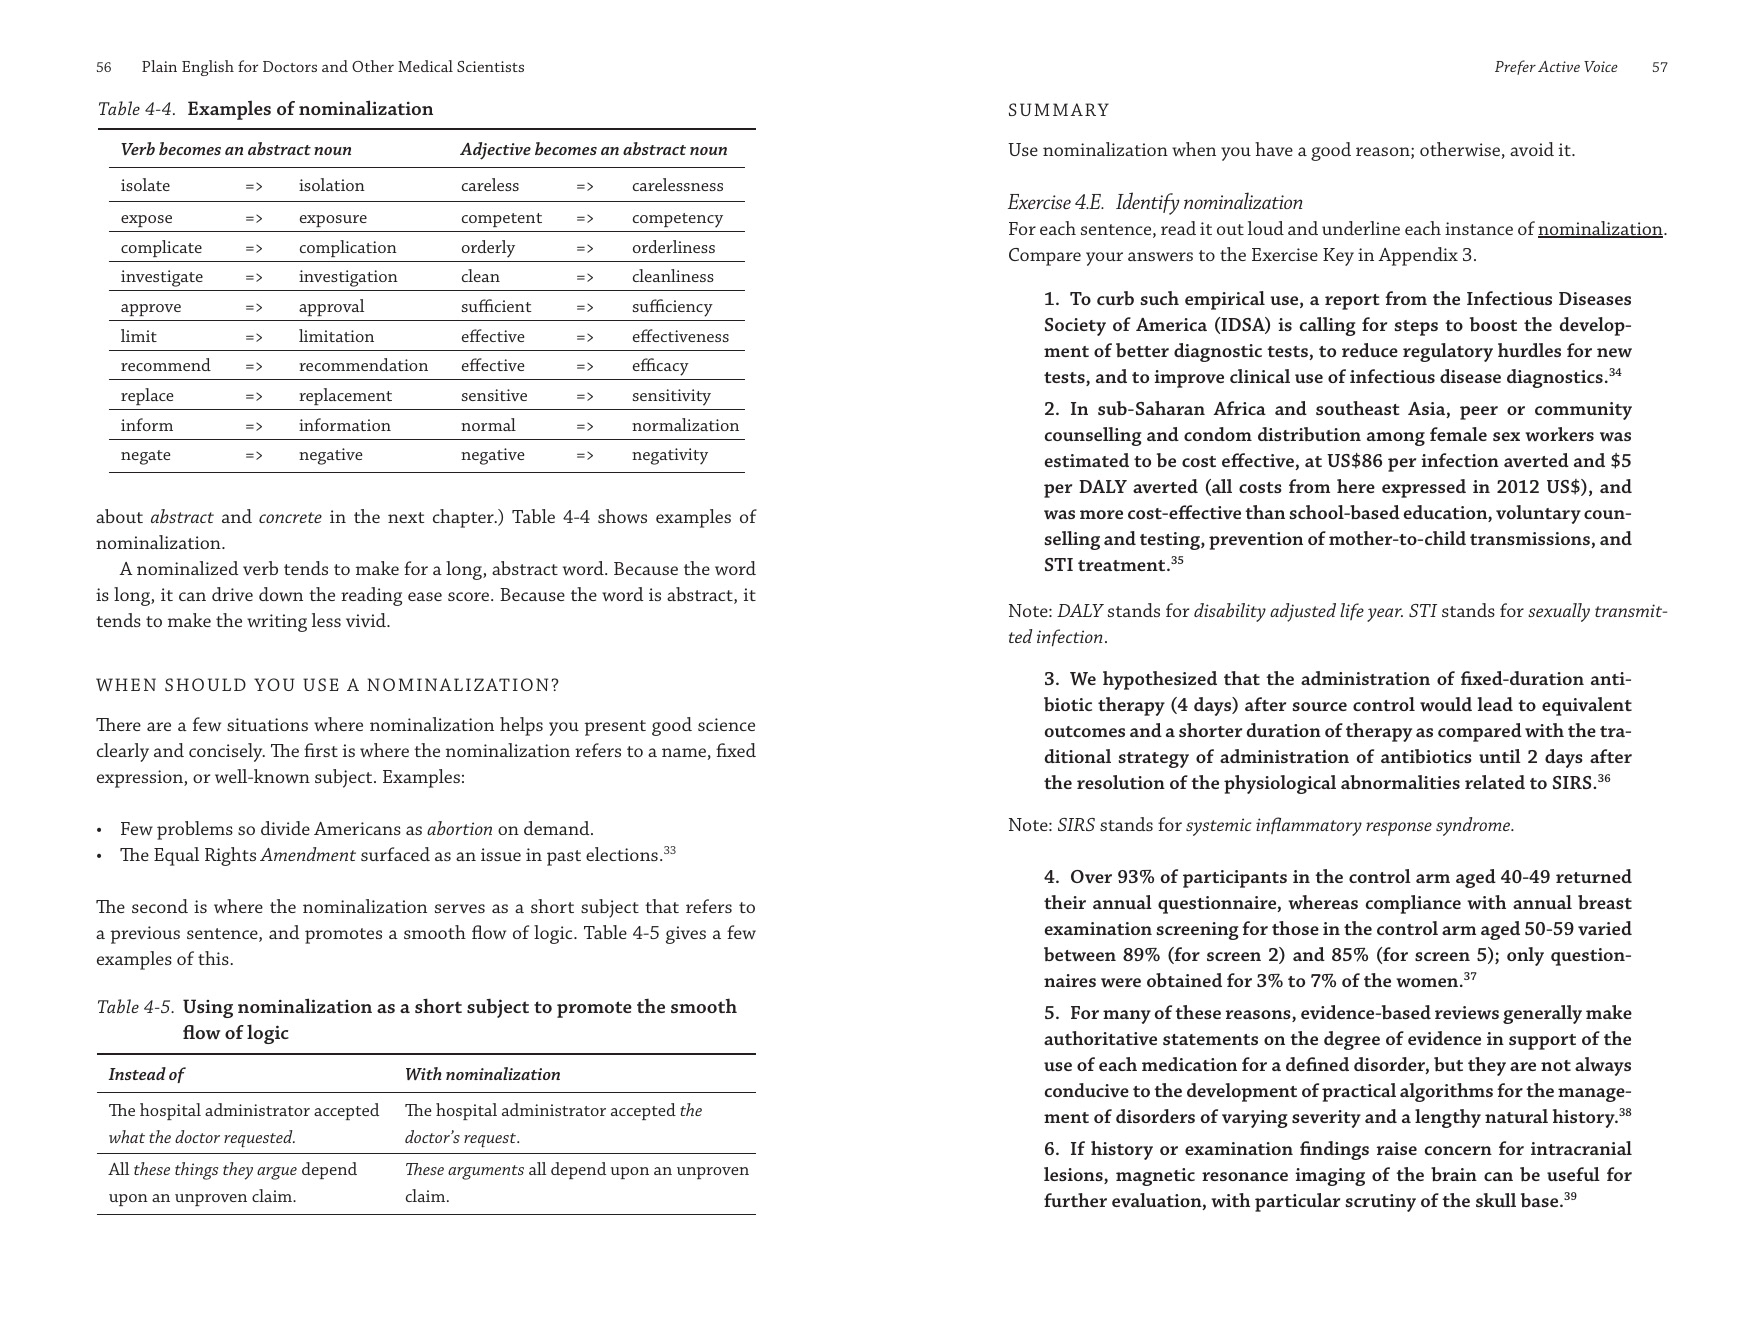 56 Plain English for Doctors and Other Medical Scientists
Table 4-4. Examples of nominalization
Verb becomes an abstract noun Adjective becomes an abstract noun
isolate => isolation careless => carelessness
expose => exposure competent => competency
complicate => complication orderly => orderliness
investigate => investigation clean => cleanliness
approve => approval sufficient => sufficiency
limit => limitation effective => effectiveness
recommend => recommendation effective => efficacy
replace => replacement sensitive => sensitivity
inform => information normal => normalization
negate => negative negative => negativity
about abstract and concrete in the next chapter.) Table 4-4 shows examples of
nominalization.
A nominalized verb tends to make for a long, abstract word. Because the word
is long, it can drive down the reading ease score. Because the word is abstract, it
tends to make the writing less vivid.
WHEN SHOULD YOU USE A NOMINALIZATION?
There are a few situations where nominalization helps you present good science
clearly and concisely. The first is where the nominalization refers to a name, fixed
expression, or well-known subject. Examples:
• Few problems so divide Americans as abortion on demand.
• The Equal Rights Amendment surfaced as an issue in past elections.33
The second is where the nominalization serves as a short subject that refers to
a previous sentence, and promotes a smooth flow of logic. Table 4-5 gives a few
examples of this.
Table 4-5. Using nominalization as a short subject to promote the smooth
flow of logic
Instead of With nominalization
The hospital administrator accepted The hospital administrator accepted the
what the doctor requested. doctor's request.
All these things they argue depend These arguments all depend upon an unproven
upon an unproven claim. claim.
Prefer Active Voice 57
SUMMARY
Use nominalization when you have a good reason; otherwise, avoid it.
Exercise 4.E. Identify nominalization
For each sentence, read it out loud and underline each instance of nominalization.
Compare your answers to the Exercise Key in Appendix 3.
1. To curb such empirical use, a report from the Infectious Diseases
Society of America (IDSA) is calling for steps to boost the develop-
ment of better diagnostic tests, to reduce regulatory hurdles for new
tests, and to improve clinical use of infectious disease diagnostics.34
2. In sub-Saharan Africa and southeast Asia, peer or community
counselling and condom distribution among female sex workers was
estimated to be cost effective, at US$86 per infection averted and $5
per DALY averted (all costs from here expressed in 2012 US$), and
was more cost-effective than school-based education, voluntary coun-
selling and testing, prevention of mother-to-child transmissions, and
STI treatment.35
Note: DALY stands for disability adjusted life year. STI stands for sexually transmit-
ted infection.
3. We hypothesized that the administration of fixed-duration anti-
biotic therapy (4 days) after source control would lead to equivalent
outcomes and a shorter duration of therapy as compared with the tra-
ditional strategy of administration of antibiotics until 2 days after
the resolution of the physiological abnormalities related to SIRS.36
Note: SIRS stands for systemic inflammatory response syndrome.
4. Over 93% of participants in the control arm aged 40-49 returned
their annual questionnaire, whereas compliance with annual breast
examination screening for those in the control arm aged 50-59 varied
between 89% (for screen 2) and 85% (for screen 5); only question-
naires were obtained for 3% to 7% of the women.37
5. For many of these reasons, evidence-based reviews generally make
authoritative statements on the degree of evidence in support of the
use of each medication for a defined disorder, but they are not always
conducive to the development of practical algorithms for the manage-
ment of disorders of varying severity and a lengthy natural history.38
6. If history or examination findings raise concern for intracranial
lesions, magnetic resonance imaging of the brain can be useful for
further evaluation, with particular scrutiny of the skull base.39